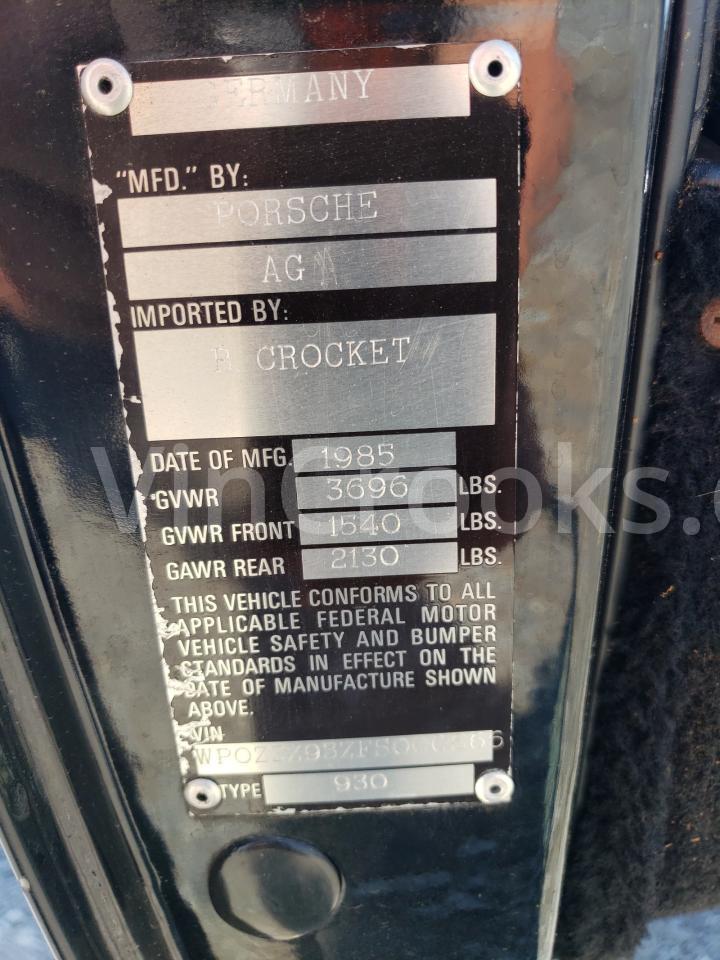 GERMANY
"MFD." BY:
PORSCHE
AG
IMPORTED BY:
R CROCKET
DATE OF MFG. 1985
GVWR 3696 LBS.
GVWR FRONT 1540 LBS.
GAWR REAR 2130 LBS.
THIS VEHICLE CONFORMS TO ALL
APPLICABLE FEDERAL MOTOR
VEHICLE SAFETY AND BUMPER
STANDARDS IN EFFECT ON THE
DATE OF MANUFACTURE SHOWN
ABOVE.
VIN
TYPE 930